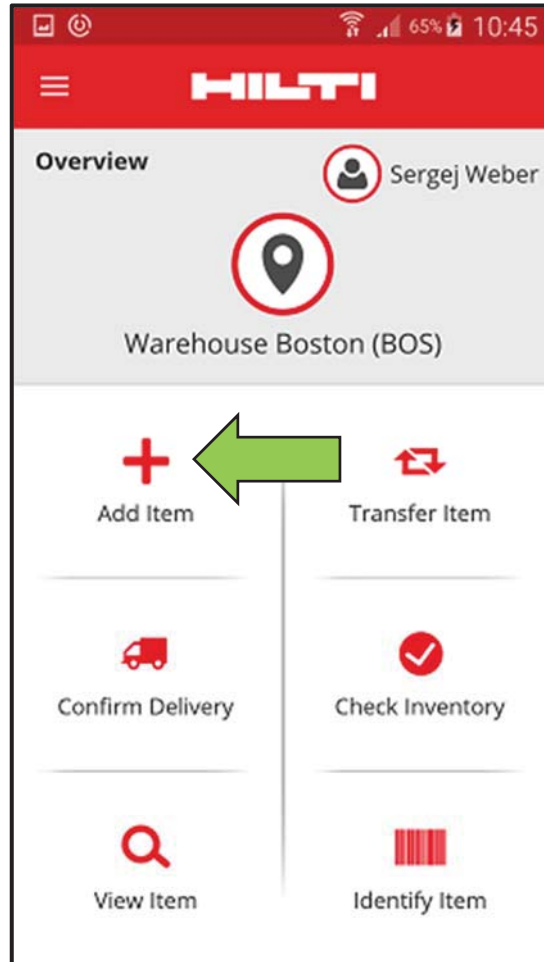 65% 10:45
HILTI
Overview
Sergej Weber
Warehouse Boston (BOS)
Add Item
Transfer Item
Confirm Delivery
Check Inventory
View Item
Identify Item